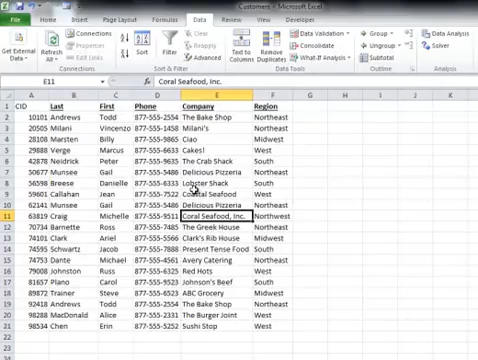 Customers - Microsoft Excel
File Home Insert Page Layout Formulas Data Review View
Get External Data Refresh All Connections Properties Edit Links Sort Filter Clear Reapply Advanced Text to Columns Remove Duplicates Data Validation Consolidate What-If Analysis Group Ungroup Subtotal Data Analysis Solver
Connections Sort & Filter Data Tools Outline Analysis
E11 fx Coral Seafood, Inc.
A B C D E F G H I J K
1 CID Last First Phone Company Region
2 10101 Andrews Todd 877-555-2554 The Bake Shop Northeast
3 20505 Milani Vincenzo 877-555-1458 Milani's Northeast
4 28108 Marsten Billy 877-555-9865 Ciao Midwest
5 29888 Verge Marcus 877-555-6633 Cakes! West
6 42878 Neidrick Peter 877-555-9635 The Crab Shack South
7 50677 Munsee Gail 877-555-5486 Delicious Pizzeria Northeast
8 56598 Breese Danielle 877-555-6333 Lobster Shack South
9 59601 Callahan Jean 877-555-7522 Coastal Seafood West
10 62141 Munsee Gail 877-555-5486 Delicious Pizzeria Northeast
11 63819 Craig Michelle 877-555-9511 Coral Seafood, Inc. Northwest
12 70734 Barnette Ross 877-555-7485 The Greek House Northeast
13 74101 Clark Ariel 877-555-5566 Clark's Rib House Midwest
14 74595 Schwartz Jacob 877-555-7888 Present Tense Food South
15 74753 Dante Michael 877-555-4561 Avery Catering Northeast
16 79008 Johnston Russ 877-555-6325 Red Hots West
17 81657 Plano Carol 877-555-9523 Johnson's Beef South
18 89872 Trainer Steve 877-555-6523 ABC Grocery Midwest
19 92418 Andrews Todd 877-555-2554 The Bake Shop Northeast
20 98288 MacDonald Alice 877-555-2331 The Burger Joint West
21 98534 Chen Erin 877-555-5252 Sushi Stop West
22
23
24